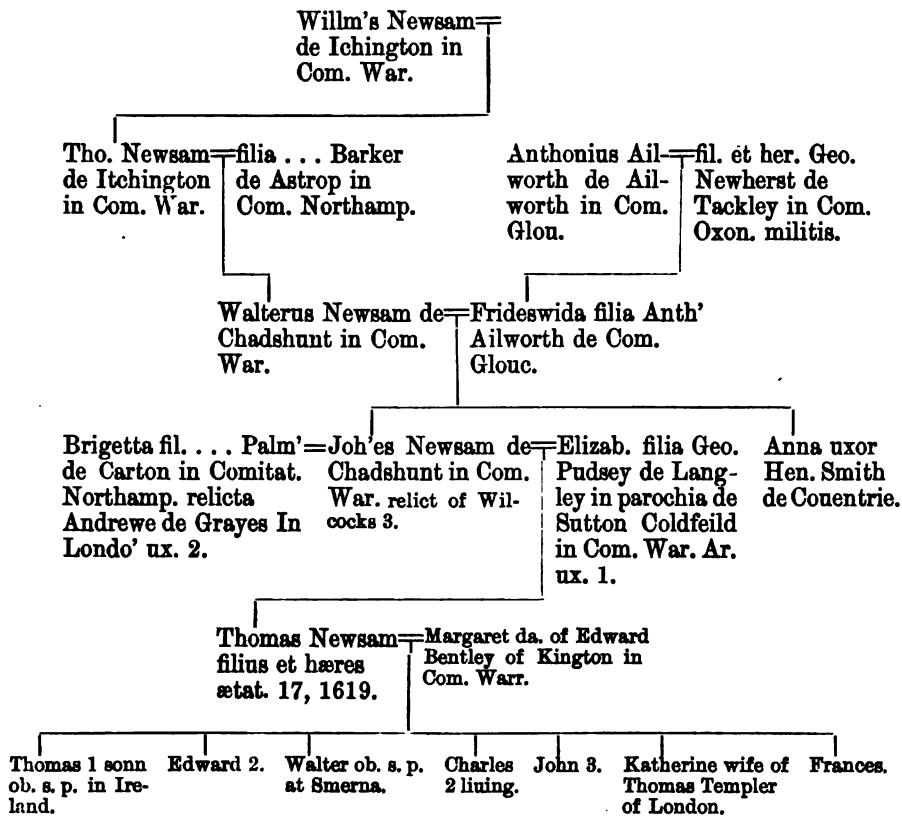 Willm's Newsam
de Ichington in
Com. War.
Tho. Newsam
de Itchington
in Com. War.
filia . . . Barker
de Astrop in
Com. Northamp.
Anthonius Ail-
worth de Ail-
worth in Com.
Glou.
fil. et her. Geo.
Newherst de
Tackley in Com.
Oxon. militis.
Walterus Newsam de
Chadshunt in Com.
War.
Frideswida filia Anth'
Ailworth de Com.
Glouc.
Brigetta fil. . . . Palm'
de Carton in Comitat.
Northamp. relicta
Andrewe de Grayes In
Londo' ux. 2.
Joh'es Newsam de
Chadshunt in Com.
War. relict of Wil-
cocks 3.
Elizab. filia Geo.
Pudsey de Lang-
ley in parochia de
Sutton Coldfeild
in Com. War. Ar.
ux. 1.
Anna uxor
Hen. Smith
de Couentrie.
Thomas Newsam
filius et hæres
ætat. 17, 1619.
Margaret da. of Edward
Bentley of Kington in
Com. Warr.
Thomas 1 sonn
ob. s. p. in Ire-
land.
Edward 2.
Walter ob. s. p.
at Smerna.
Charles
2 liuing.
John 3.
Katherine wife of
Thomas Templer
of London.
Frances.